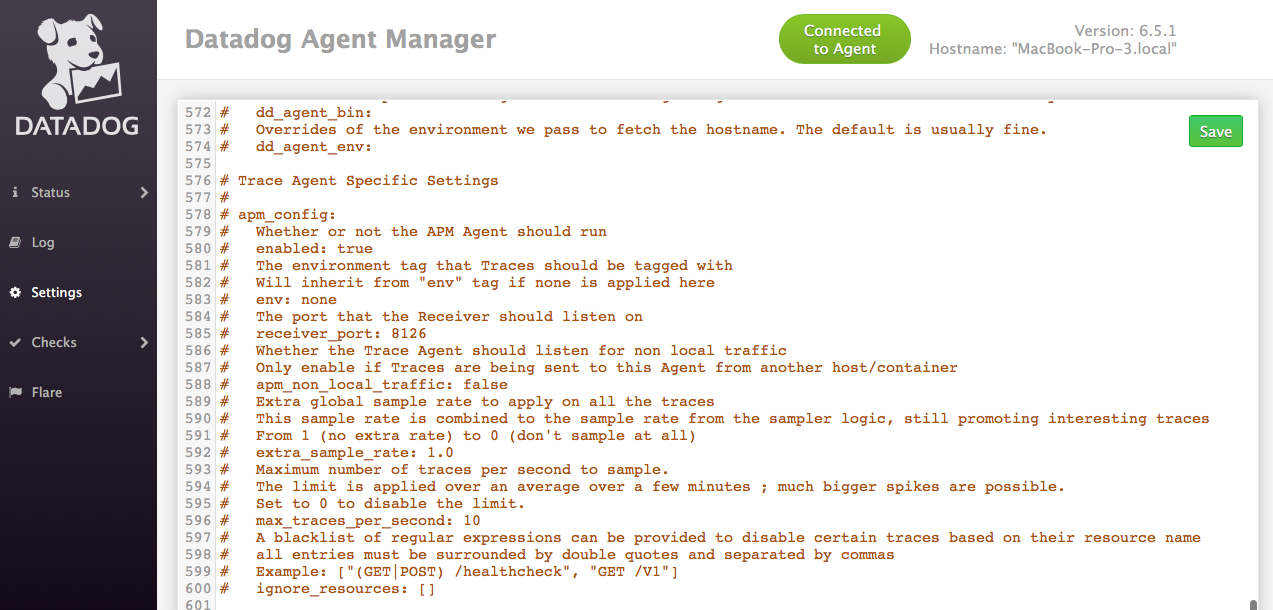 DATADOG
Status
Log
Settings
Checks
Flare
Datadog Agent Manager
Connected
to Agent
Version: 6.5.1
Hostname: "MacBook-Pro-3.local"
Save
572 #   dd_agent_bin:
573 #   Overrides of the environment we pass to fetch the hostname. The default is usually fine.
574 #   dd_agent_env:
575
576 # Trace Agent Specific Settings
577 #
578 # apm_config:
579 #   Whether or not the APM Agent should run
580 #   enabled: true
581 #   The environment tag that Traces should be tagged with
582 #   Will inherit from "env" tag if none is applied here
583 #   env: none
584 #   The port that the Receiver should listen on
585 #   receiver_port: 8126
586 #   Whether the Trace Agent should listen for non local traffic
587 #   Only enable if Traces are being sent to this Agent from another host/container
588 #   apm_non_local_traffic: false
589 #   Extra global sample rate to apply on all the traces
590 #   This sample rate is combined to the sample rate from the sampler logic, still promoting interesting traces
591 #   From 1 (no extra rate) to 0 (don't sample at all)
592 #   extra_sample_rate: 1.0
593 #   Maximum number of traces per second to sample.
594 #   The limit is applied over an average over a few minutes ; much bigger spikes are possible.
595 #   Set to 0 to disable the limit.
596 #   max_traces_per_second: 10
597 #   A blacklist of regular expressions can be provided to disable certain traces based on their resource name
598 #   all entries must be surrounded by double quotes and separated by commas
599 #   Example: ["(GET|POST) /healthcheck", "GET /V1"]
600 #   ignore_resources: []
601